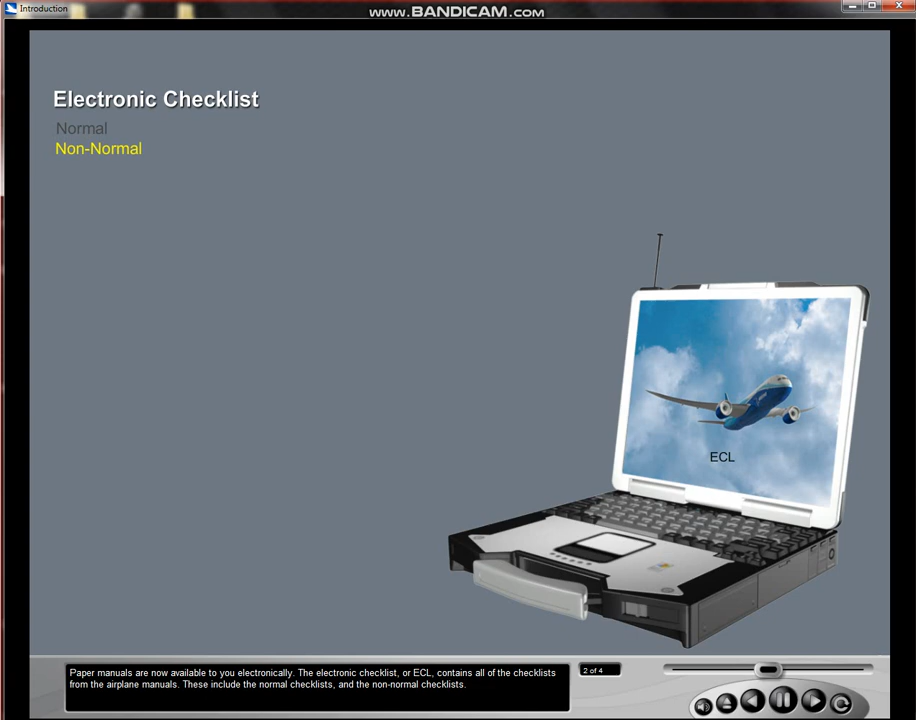 Introduction
WWW.BANDICAM.COM
Electronic Checklist
Normal
Non-Normal
ECL
Paper manuals are now available to you electronically. The electronic checklist, or ECL, contains all of the checklists
from the airplane manuals. These include the normal checklists, and the non-normal checklists.
2 of 4